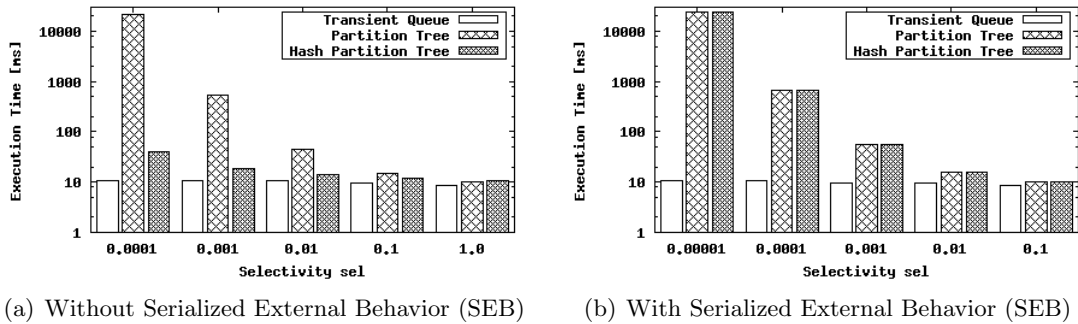 Execution Time [ms]
10000
1000
100
10
1
Transient Queue
Partition Tree
Hash Partition Tree
0.0001 0.001 0.01 0.1 1.0
Selectivity sel
(a) Without Serialized External Behavior (SEB)
Execution Time [ms]
10000
1000
100
10
1
Transient Queue
Partition Tree
Hash Partition Tree
0.00001 0.0001 0.001 0.01 0.1
Selectivity sel
(b) With Serialized External Behavior (SEB)